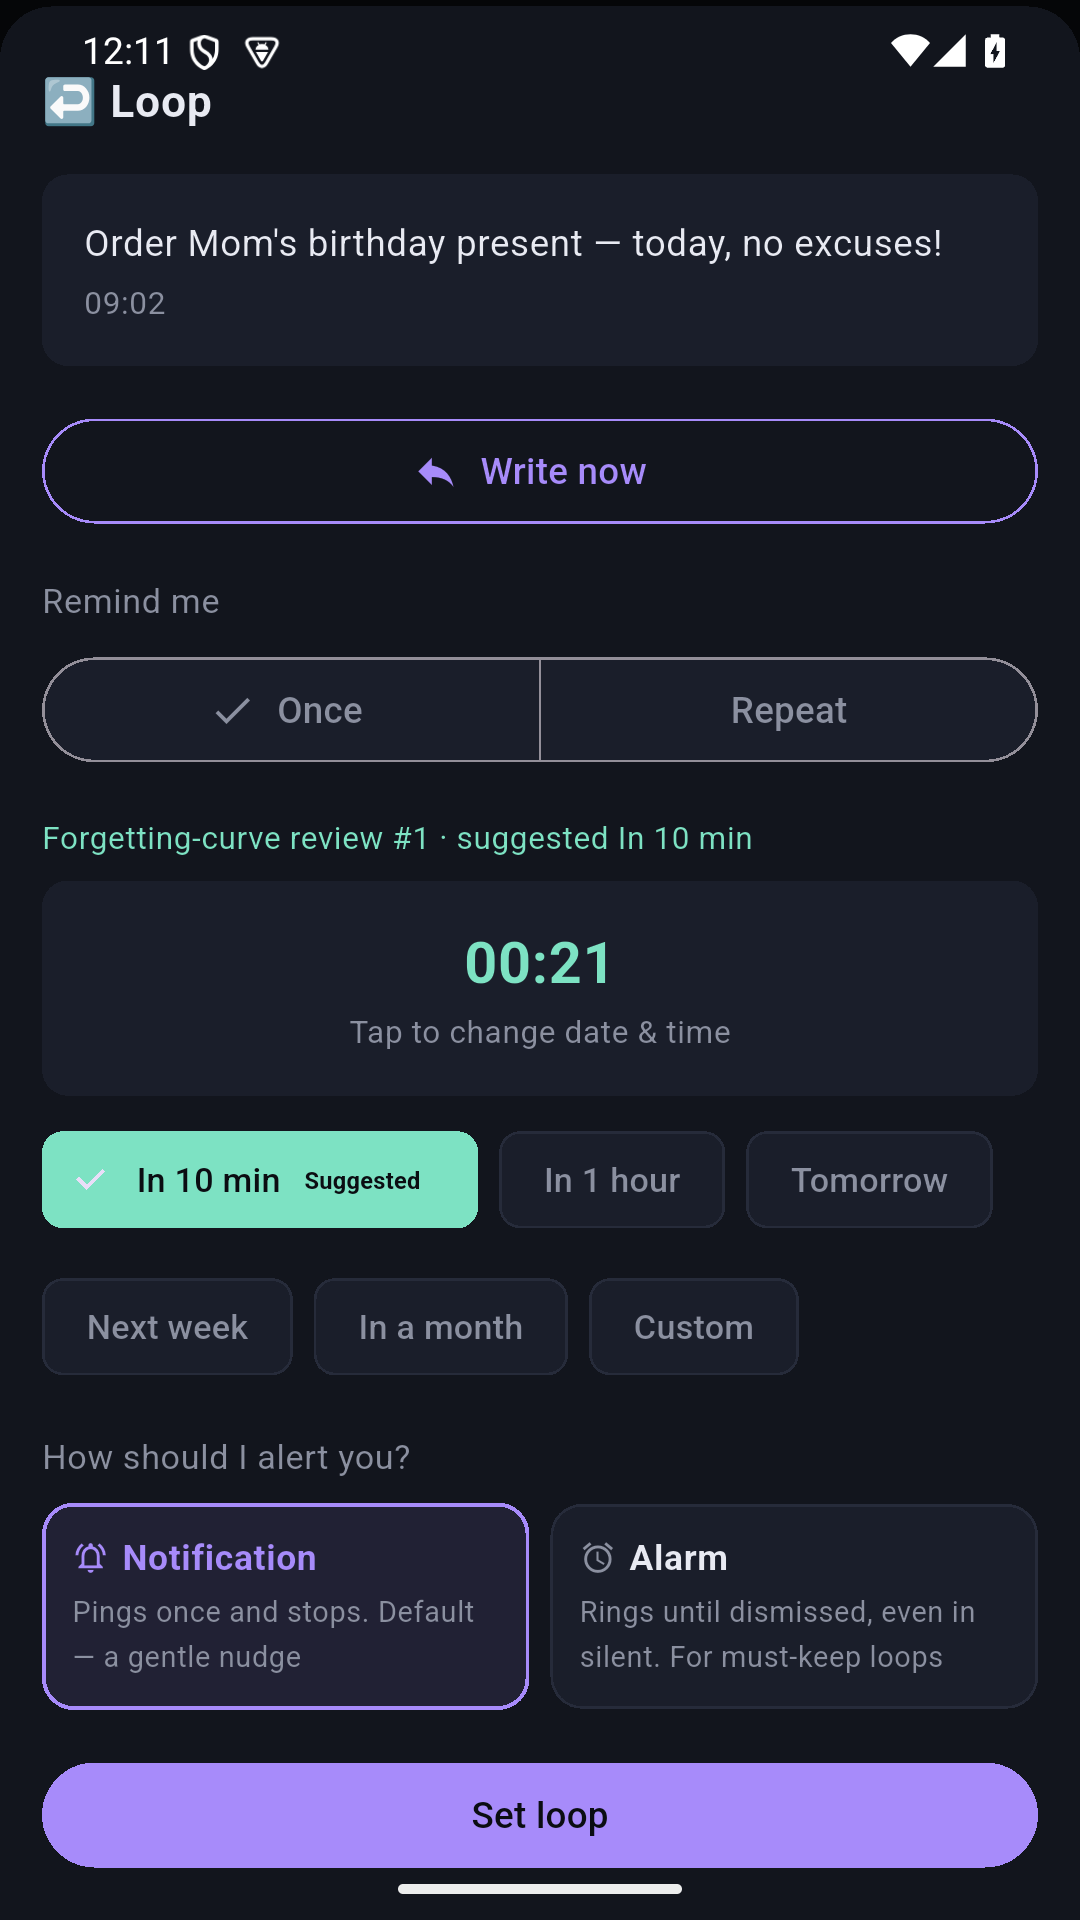 12:11
Loop
Order Mom's birthday present — today, no excuses!
09:02
Write now
Remind me
Once
Repeat
Forgetting-curve review #1 · suggested In 10 min
00:21
Tap to change date & time
In 10 min Suggested
In 1 hour
Tomorrow
Next week
In a month
Custom
How should I alert you?
Notification
Pings once and stops. Default
— a gentle nudge
Alarm
Rings until dismissed, even in
silent. For must-keep loops
Set loop